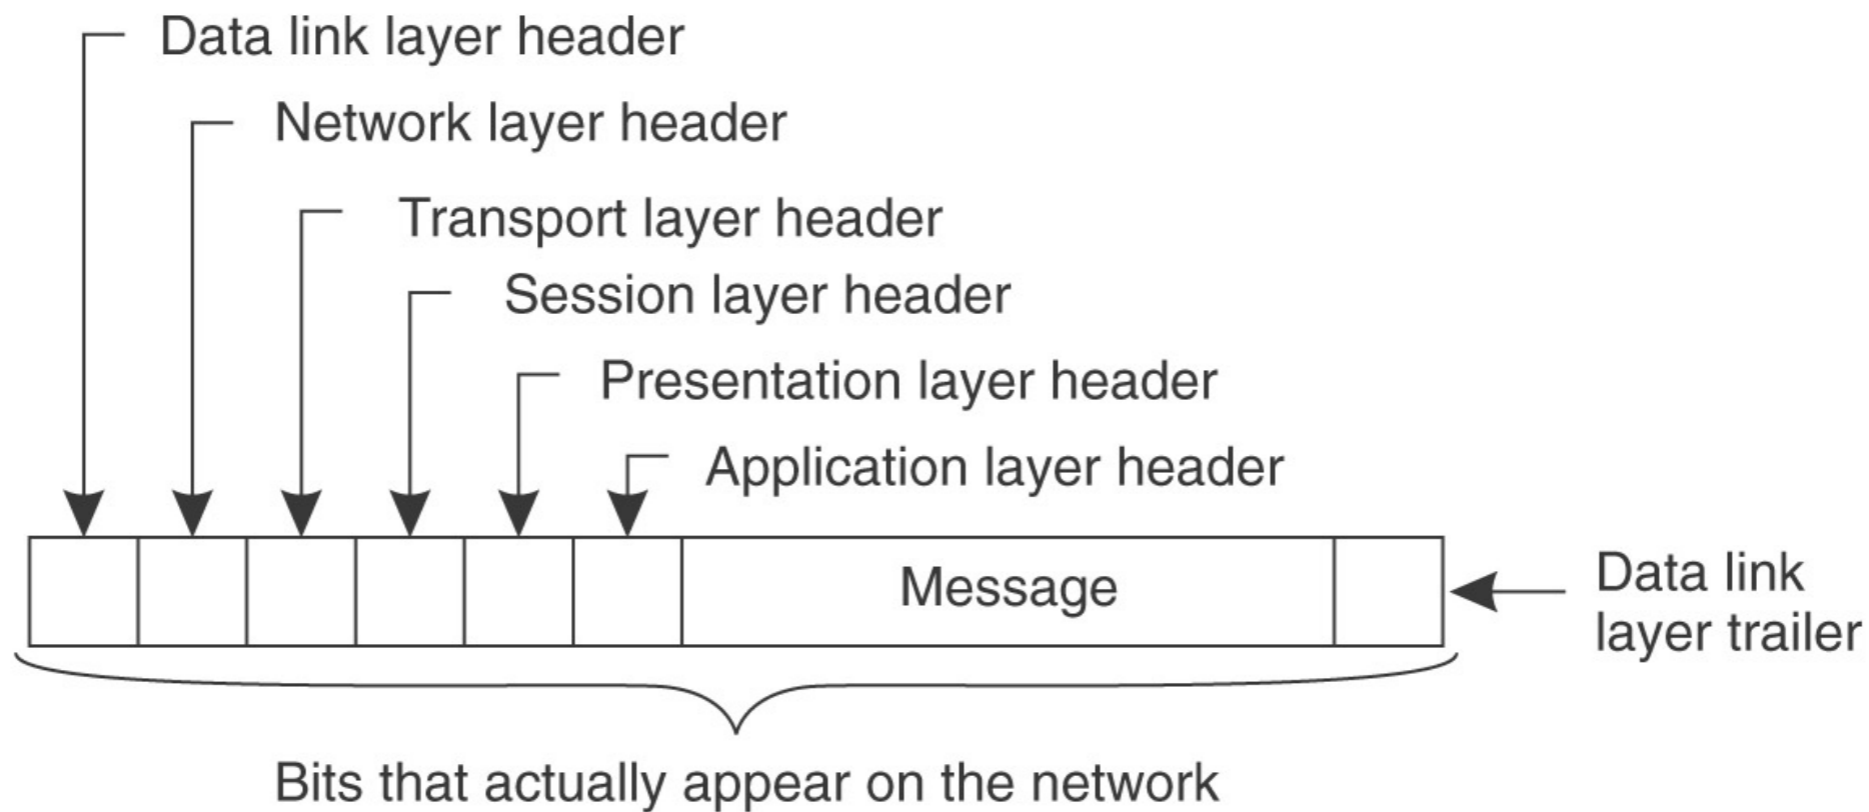 Data link layer header
Network layer header
Transport layer header
Session layer header
Presentation layer header
Application layer header
Message
Data link
layer trailer
Bits that actually appear on the network